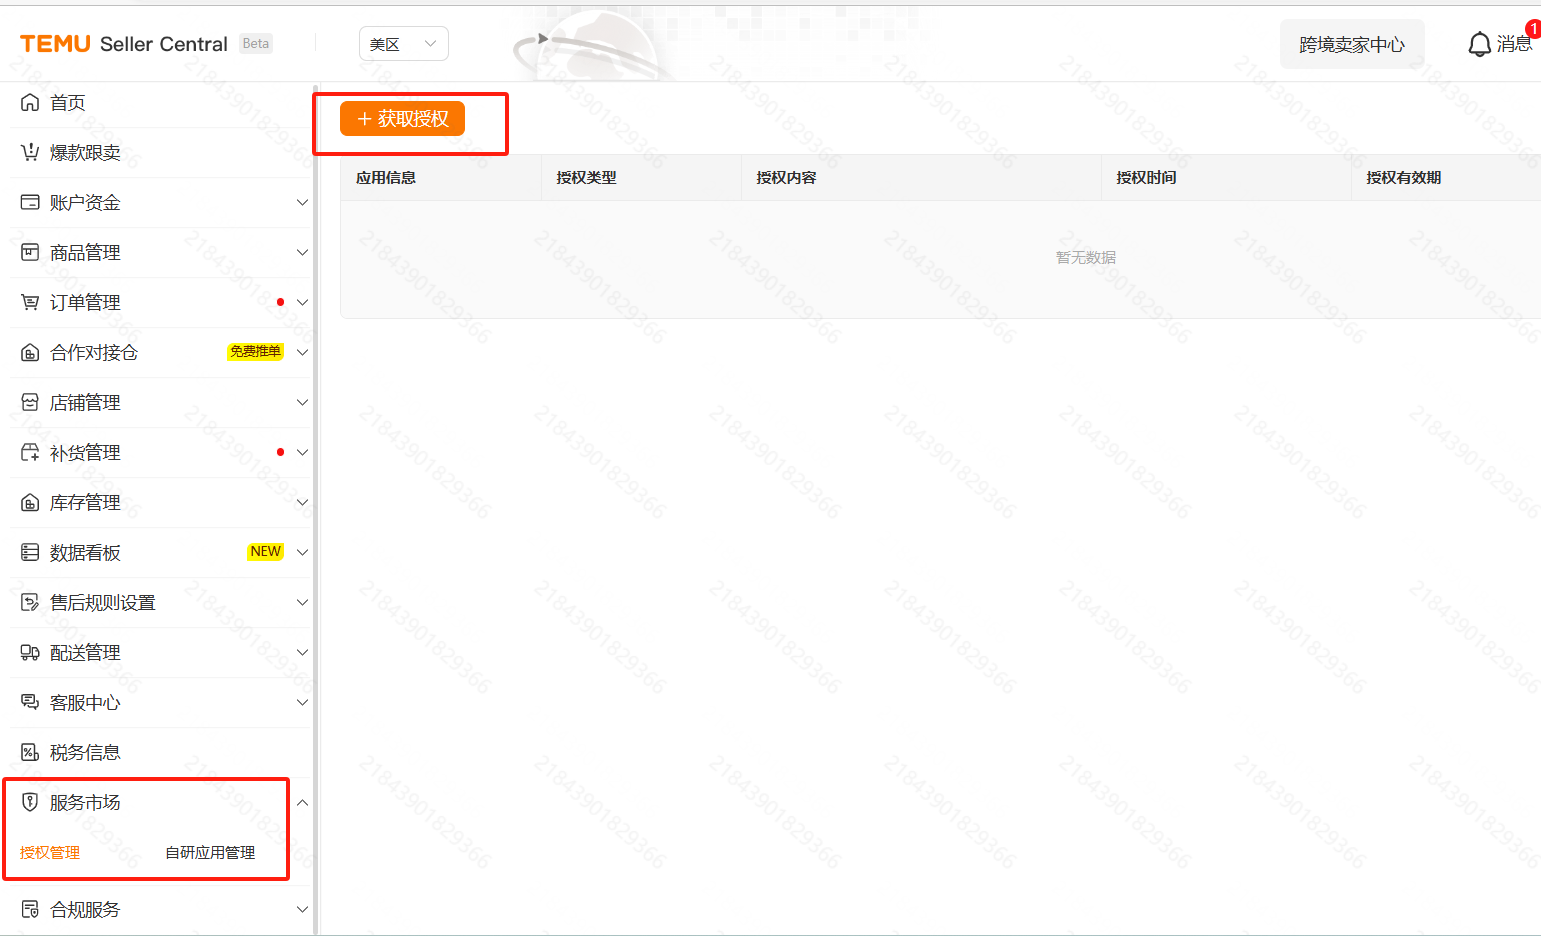 TEMU Seller Central Beta
美区
跨境卖家中心
消息
1
首页
爆款跟卖
账户资金
商品管理
订单管理
合作对接仓 免费推单
店铺管理
补货管理
库存管理
数据看板 NEW
售后规则设置
配送管理
客服中心
税务信息
服务市场
授权管理 自研应用管理
合规服务
+ 获取授权
应用信息 授权类型 授权内容 授权时间 授权有效期
暂无数据
2184390182936​6